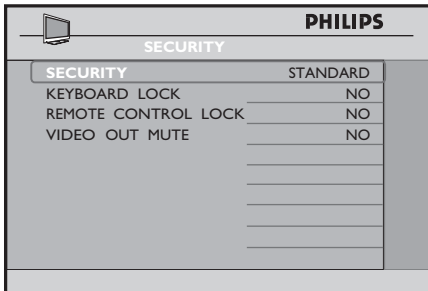 PHILIPS
SECURITY
SECURITY STANDARD
KEYBOARD LOCK NO
REMOTE CONTROL LOCK NO
VIDEO OUT MUTE NO